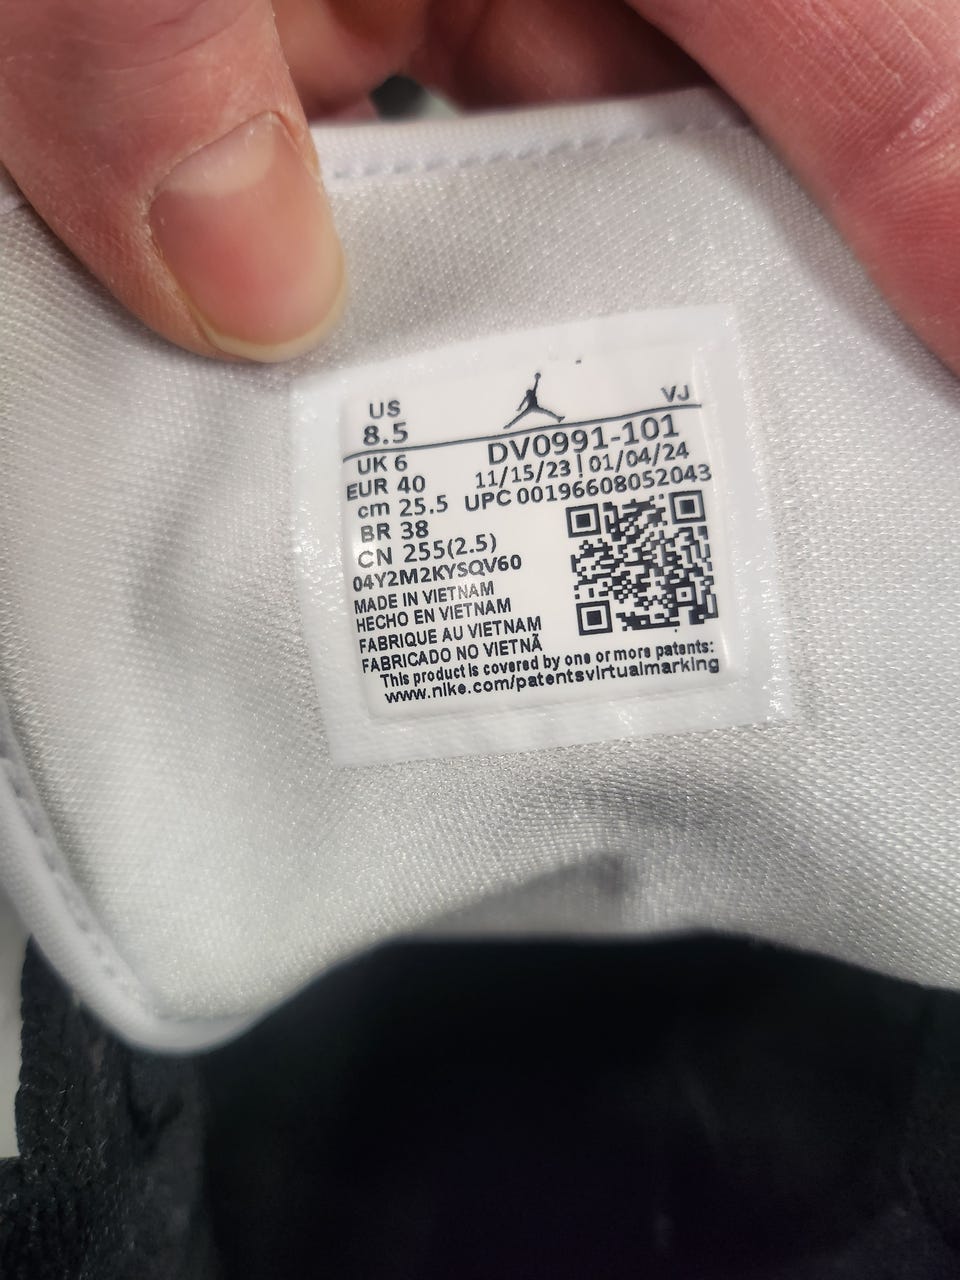 US
8.5
VJ
UK 6
EUR 40
cm 25.5
BR 38
CN 255(2.5)
DV0991-101
11/15/23 | 01/04/24
UPC 00196608052043
04Y2M2KYSQV60
MADE IN VIETNAM
HECHO EN VIETNAM
FABRIQUE AU VIETNAM
FABRICADO NO VIETNÃ
This product is covered by one or more patents:
www.nike.com/patentsvirtualmarking